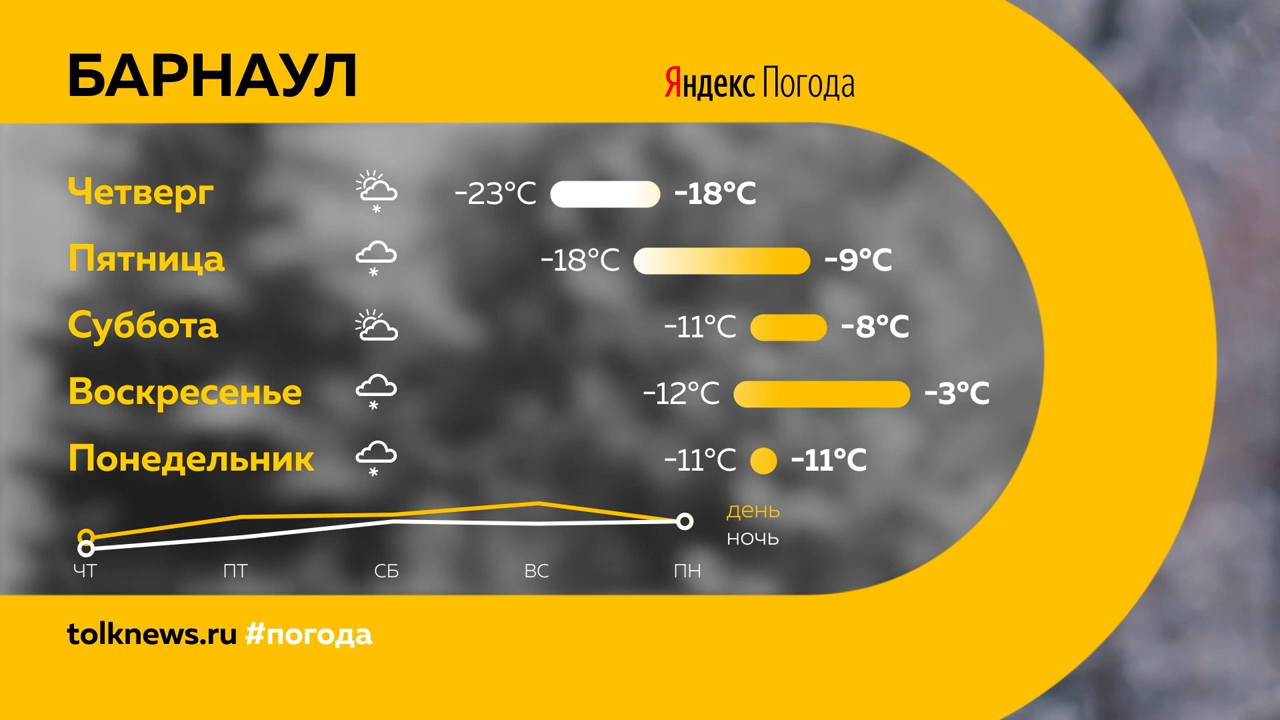 БАРНАУЛ
Яндекс Погода
Четверг -23°C -18°C
Пятница -18°C -9°C
Суббота -11°C -8°C
Воскресенье -12°C -3°C
Понедельник -11°C -11°C
день
ночь
ЧТ ПТ СБ ВС ПН
tolknews.ru #погода